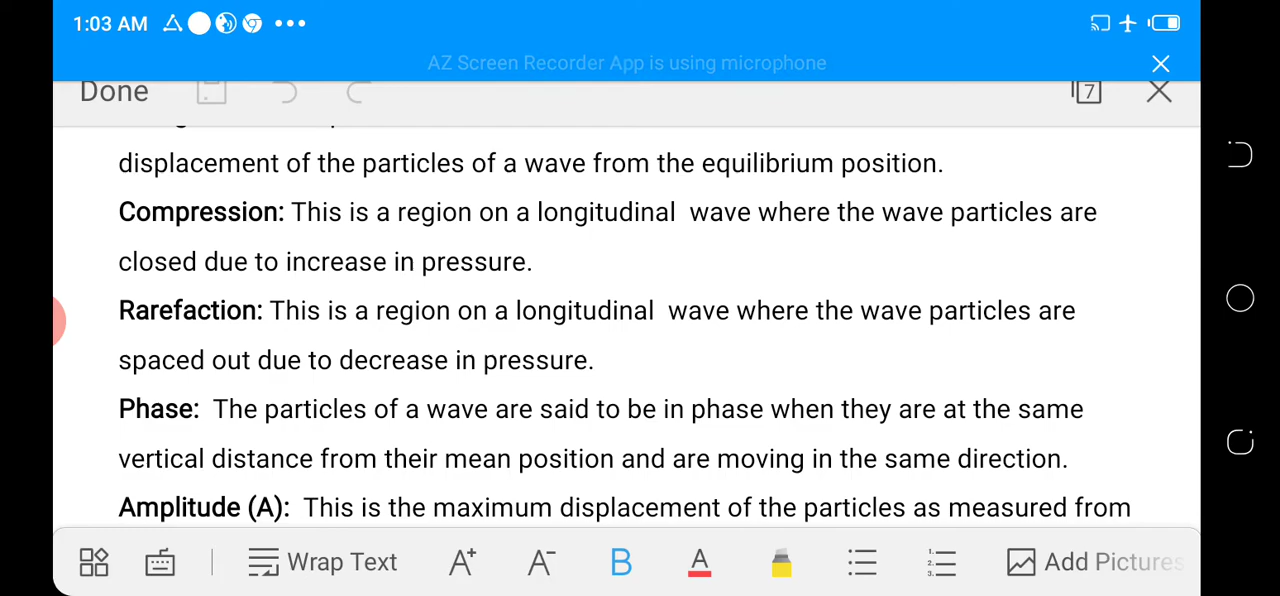 1:03 AM
AZ Screen Recorder App is using microphone
Done
7
displacement of the particles of a wave from the equilibrium position.
Compression: This is a region on a longitudinal  wave where the wave particles are
closed due to increase in pressure.
Rarefaction: This is a region on a longitudinal  wave where the wave particles are
spaced out due to decrease in pressure.
Phase:  The particles of a wave are said to be in phase when they are at the same
vertical distance from their mean position and are moving in the same direction.
Amplitude (A):  This is the maximum displacement of the particles as measured from
Wrap Text A+ A- B A Add Pictures